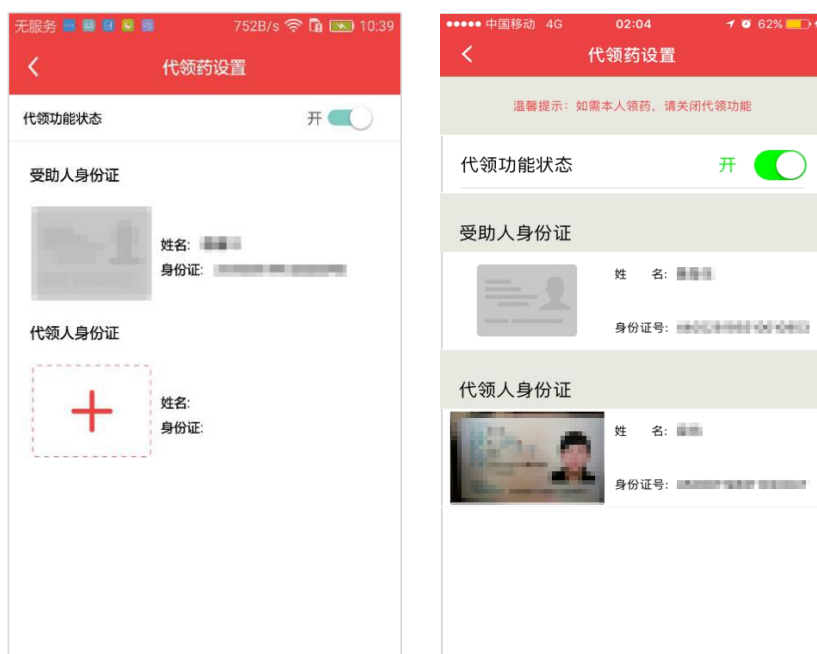 无服务 752B/s 10:39
代领药设置
代领功能状态 开
受助人身份证
姓名:
身份证:
代领人身份证
姓名:
身份证:
中国移动 4G 02:04 62%
代领药设置
温馨提示：如需本人领药，请关闭代领功能
代领功能状态 开
受助人身份证
姓 名:
身份证号:
代领人身份证
姓 名:
身份证号: